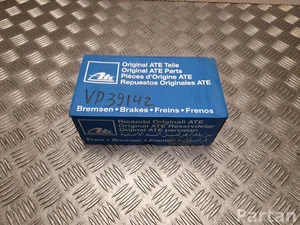 ATE
Original ATE Teile
Original ATE Parts
Pièces d'Origine ATE
Repuestos Originales ATE
VD39142
Bremsen • Brakes • Freins • Frenos
Ricambi Originali ATE
Original ATE Reservdelar
Original ATE parcalari
Partan